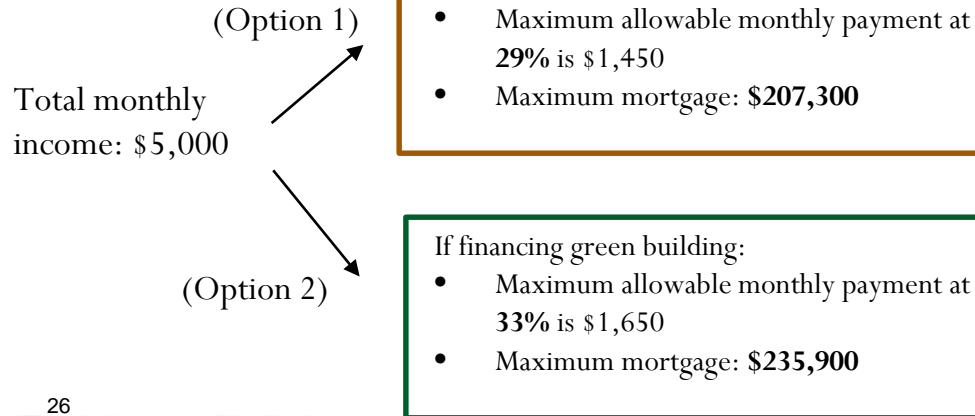 (Option 1)
• Maximum allowable monthly payment at
29% is $1,450
• Maximum mortgage: $207,300
Total monthly
income: $5,000
If financing green building:
(Option 2)
• Maximum allowable monthly payment at
33% is $1,650
• Maximum mortgage: $235,900
26